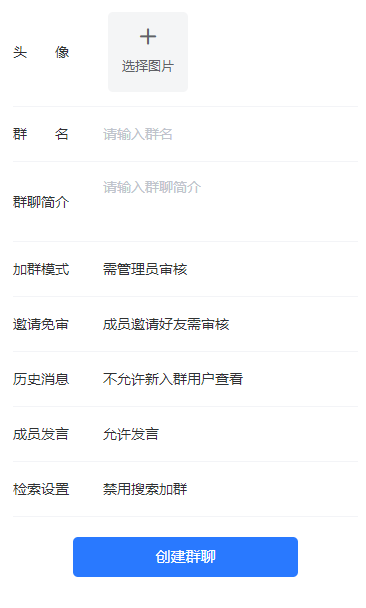 头 像
选择图片
群 名 请输入群名
群聊简介 请输入群聊简介
加群模式 需管理员审核
邀请免审 成员邀请好友需审核
历史消息 不允许新入群用户查看
成员发言 允许发言
检索设置 禁用搜索加群
创建群聊